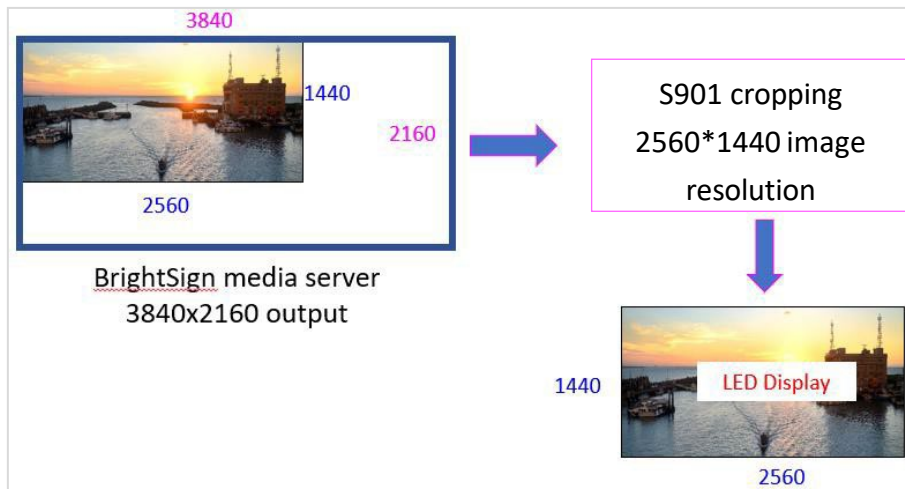 3840
1440
2160
2560
BrightSign media server
3840x2160 output
S901 cropping
2560*1440 image
resolution
1440
LED Display
2560